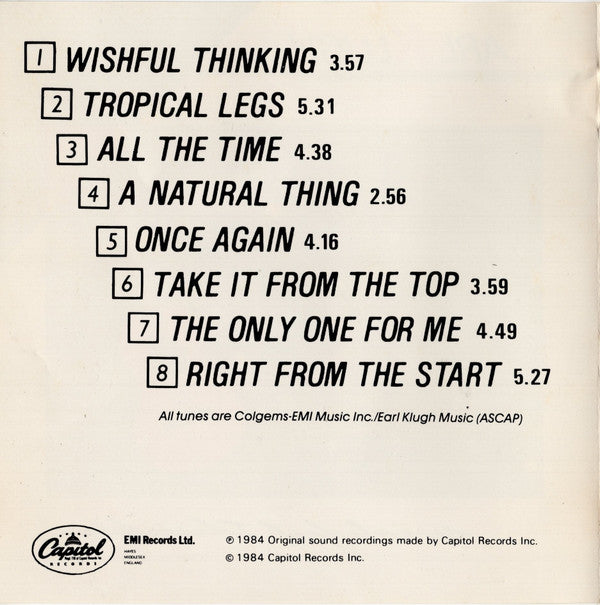 1 WISHFUL THINKING 3.57
2 TROPICAL LEGS 5.31
3 ALL THE TIME 4.38
4 A NATURAL THING 2.56
5 ONCE AGAIN 4.16
6 TAKE IT FROM THE TOP 3.59
7 THE ONLY ONE FOR ME 4.49
8 RIGHT FROM THE START 5.27
All tunes are Colgems-EMI Music Inc./Earl Klugh Music (ASCAP)
Capitol
RECORDS
EMI Records Ltd.
HAYES
MIDDLESEX
ENGLAND
℗ 1984 Original sound recordings made by Capitol Records Inc.
© 1984 Capitol Records Inc.